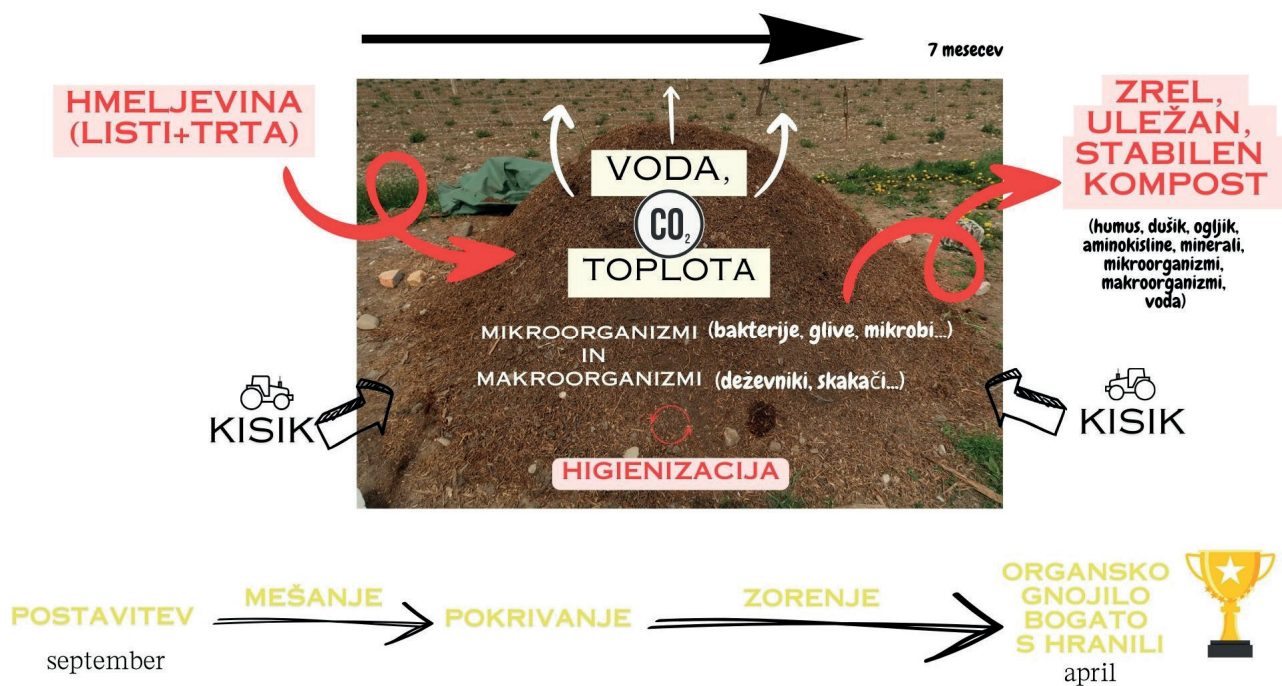 7 mesecev
HMELJEVINA
(LISTI+TRTA)
ZREL,
ULEŽAN,
STABILEN
KOMPOST
(humus, dušik, ogljik,
aminokisline, minerali,
mikroorganizmi,
makroorganizmi,
voda)
VODA,
CO₂
TOPLOTA
MIKROORGANIZMI (bakterije, glive, mikrobi...)
IN
MAKROORGANIZMI (deževniki, skakači...)
KISIK
KISIK
HIGIENIZACIJA
POSTAVITEV
september
MEŠANJE
POKRIVANJE
ZORENJE
ORGANSKO
GNOJILO
BOGATO
S HRANILI
april